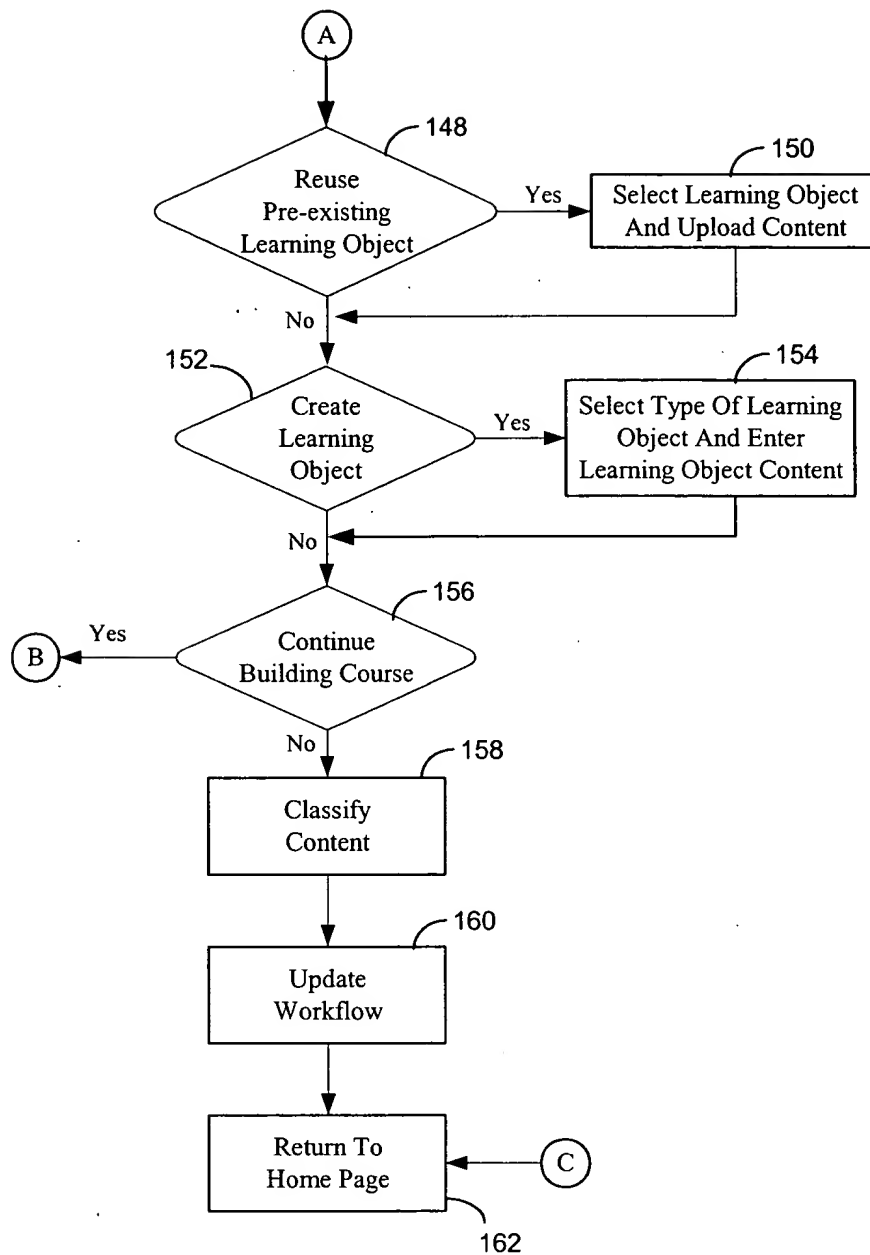 A
148
Reuse
Pre-existing
Learning Object
Yes
150
Select Learning Object
And Upload Content
No
152
Create
Learning
Object
Yes
154
Select Type Of Learning
Object And Enter
Learning Object Content
No
156
Continue
Building Course
Yes
B
No
158
Classify
Content
160
Update
Workflow
Return To
Home Page
C
162